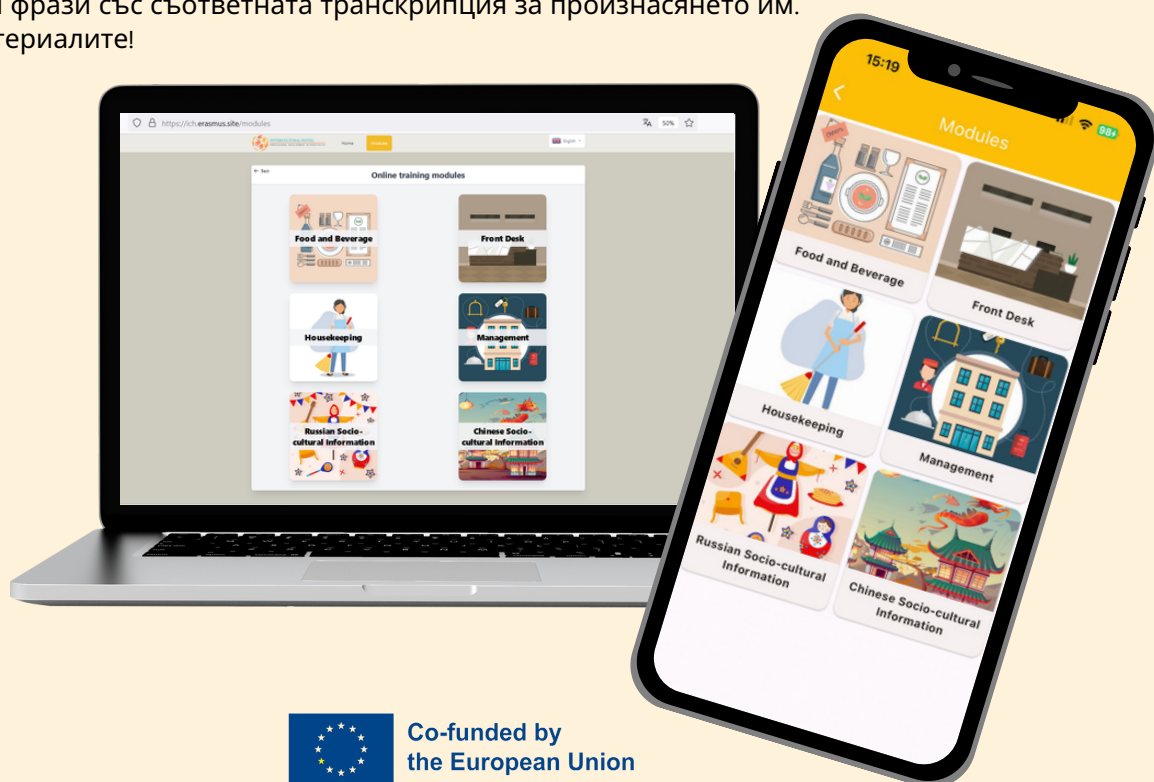 фрази със съответната транскрипция за произнасянето им.
териалите!
https://ich.erasmus.site/modules
50%
Home
Modules
English
Back
Online training modules
Food and Beverage
Front Desk
Housekeeping
Management
Russian Socio-
cultural Information
Chinese Socio-
cultural Information
15:19
98+
Modules
Food and Beverage
Front Desk
Housekeeping
Management
Russian Socio-cultural
Information
Chinese Socio-cultural
Information
Co-funded by
the European Union